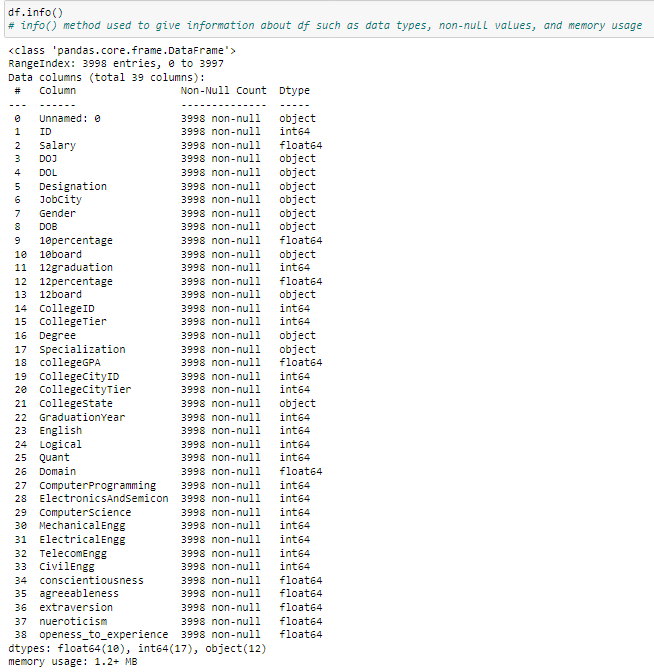 df.info()
# info() method used to give information about df such as data types, non-null values, and memory usage
<class 'pandas.core.frame.DataFrame'>
RangeIndex: 3998 entries, 0 to 3997
Data columns (total 39 columns):
 #   Column                Non-Null Count  Dtype
---  ------                --------------  -----
 0   Unnamed: 0            3998 non-null   object
 1   ID                    3998 non-null   int64
 2   Salary                3998 non-null   float64
 3   DOJ                   3998 non-null   object
 4   DOL                   3998 non-null   object
 5   Designation           3998 non-null   object
 6   JobCity               3998 non-null   object
 7   Gender                3998 non-null   object
 8   DOB                   3998 non-null   object
 9   10percentage          3998 non-null   float64
 10  10board               3998 non-null   object
 11  12graduation          3998 non-null   int64
 12  12percentage          3998 non-null   float64
 13  12board               3998 non-null   object
 14  CollegeID             3998 non-null   int64
 15  CollegeTier           3998 non-null   int64
 16  Degree                3998 non-null   object
 17  Specialization        3998 non-null   object
 18  collegeGPA            3998 non-null   float64
 19  CollegeCityID         3998 non-null   int64
 20  CollegeCityTier       3998 non-null   int64
 21  CollegeState          3998 non-null   object
 22  GraduationYear        3998 non-null   int64
 23  English               3998 non-null   int64
 24  Logical               3998 non-null   int64
 25  Quant                 3998 non-null   int64
 26  Domain                3998 non-null   float64
 27  ComputerProgramming   3998 non-null   int64
 28  ElectronicsAndSemicon 3998 non-null   int64
 29  ComputerScience       3998 non-null   int64
 30  MechanicalEngg        3998 non-null   int64
 31  ElectricalEngg        3998 non-null   int64
 32  TelecomEngg           3998 non-null   int64
 33  CivilEngg             3998 non-null   int64
 34  conscientiousness     3998 non-null   float64
 35  agreeableness         3998 non-null   float64
 36  extraversion          3998 non-null   float64
 37  nueroticism           3998 non-null   float64
 38  openess_to_experience 3998 non-null   float64
dtypes: float64(10), int64(17), object(12)
memory usage: 1.2+ MB